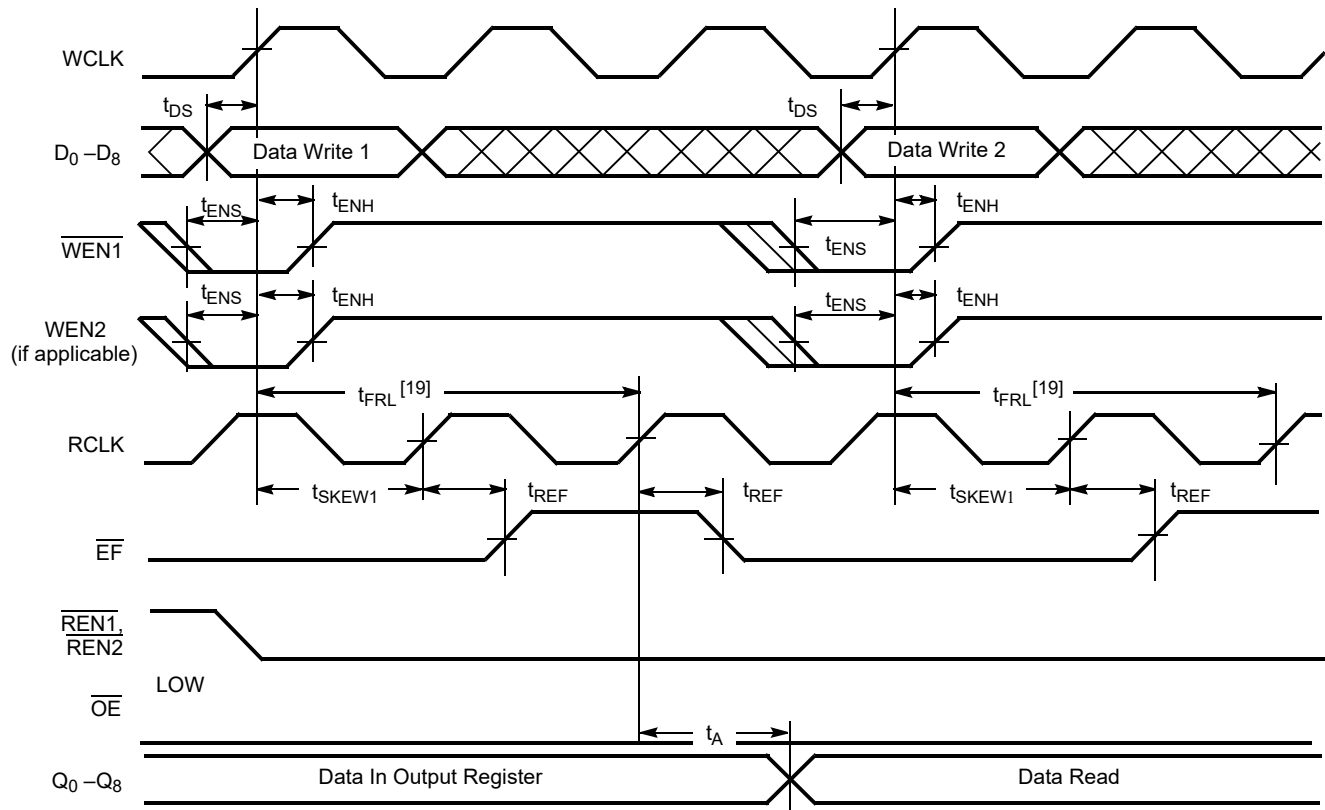 WCLK
tDS
tDS
D0 –D8
Data Write 1
Data Write 2
tENS
tENH
tENH
WEN1
tENS
tENS
tENH
tENS
tENH
WEN2
(if applicable)
tFRL [19]
tFRL [19]
RCLK
tSKEW1
tREF
tREF
tSKEW1
tREF
EF
REN1,
REN2
LOW
OE
tA
Q0 –Q8
Data In Output Register
Data Read